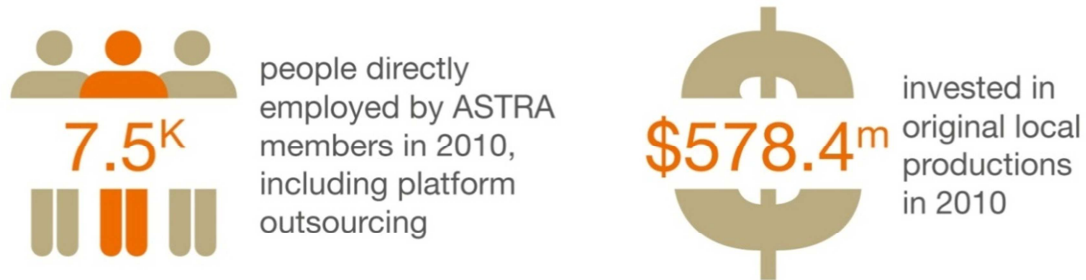 7.5K
people directly
employed by ASTRA
members in 2010,
including platform
outsourcing
$578.4m
invested in
original local
productions
in 2010